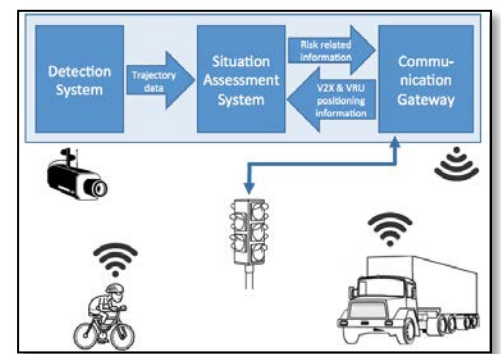 Detection
System
Trajectory
data
Situation
Assessment
System
Risk related
information
V2X & VRU
positioning
information
Commu-
nication
Gateway